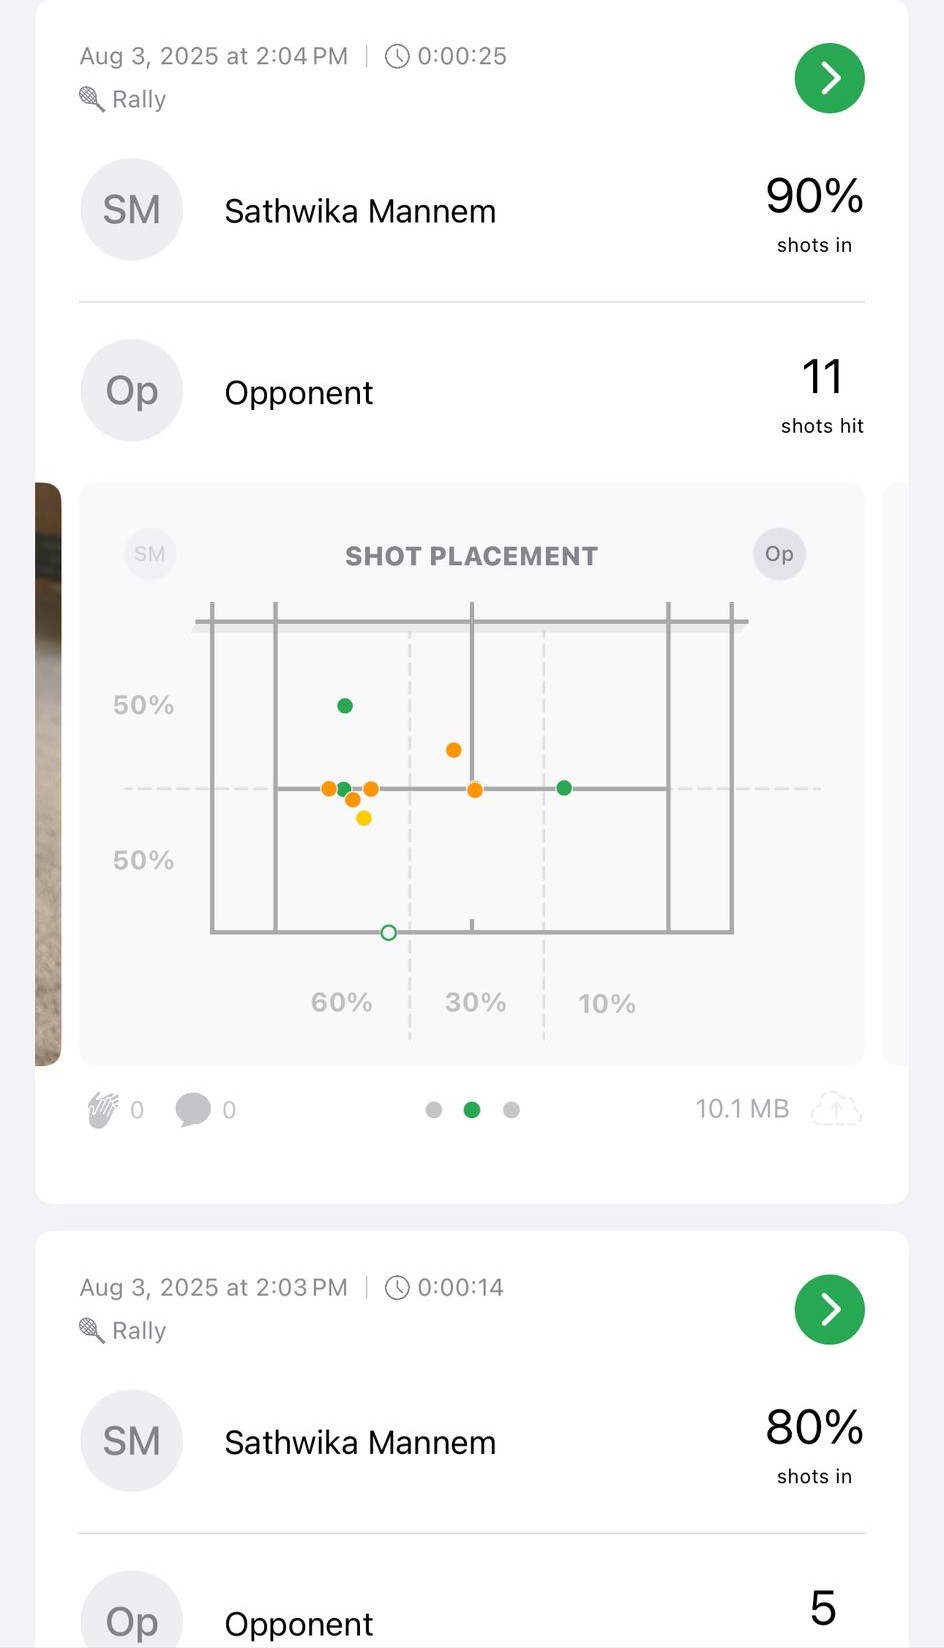 Aug 3, 2025 at 2:04 PM | 0:00:25
Rally
SM Sathwika Mannem 90%
shots in
Op Opponent 11
shots hit
SM SHOT PLACEMENT Op
50%
50%
60% 30% 10%
0 0 10.1 MB
Aug 3, 2025 at 2:03 PM | 0:00:14
Rally
SM Sathwika Mannem 80%
shots in
Op Opponent 5